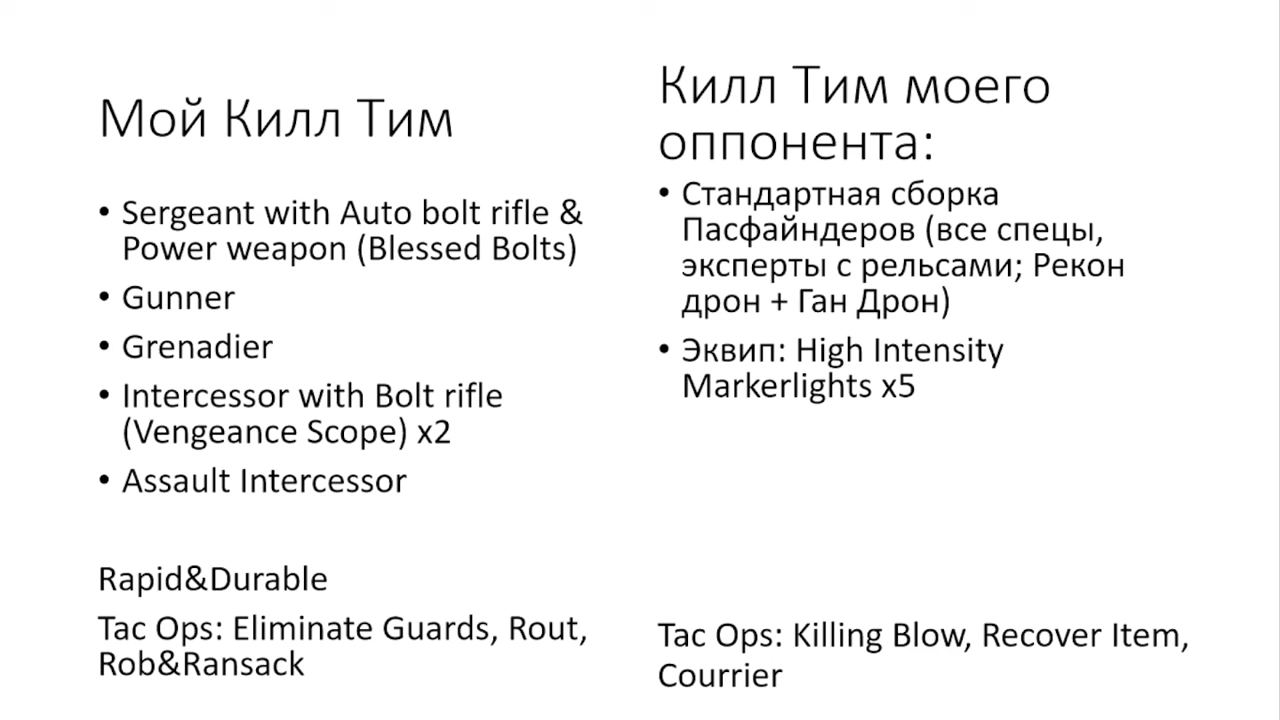 Мой Килл Тим
• Sergeant with Auto bolt rifle &
Power weapon (Blessed Bolts)
• Gunner
• Grenadier
• Intercessor with Bolt rifle
(Vengeance Scope) x2
• Assault Intercessor
Rapid&Durable
Tac Ops: Eliminate Guards, Rout,
Rob&Ransack
Килл Тим моего
оппонента:
• Стандартная сборка
Пасфайндеров (все спецы,
эксперты с рельсами; Рекон
дрон + Ган Дрон)
• Эквип: High Intensity
Markerlights x5
Tac Ops: Killing Blow, Recover Item,
Courrier